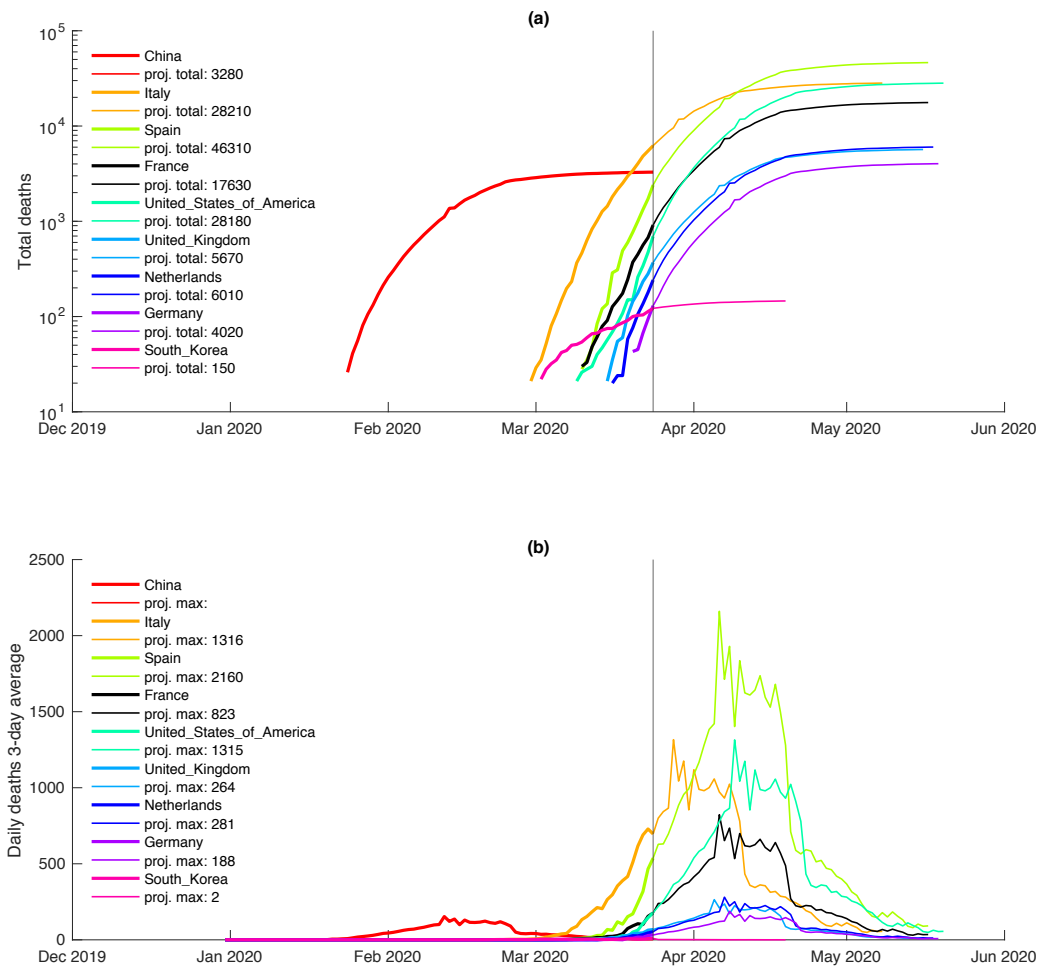 (a)
10^5
10^4
10^3
10^2
10^1
Total deaths
China
proj. total: 3280
Italy
proj. total: 28210
Spain
proj. total: 46310
France
proj. total: 17630
United_States_of_America
proj. total: 28180
United_Kingdom
proj. total: 5670
Netherlands
proj. total: 6010
Germany
proj. total: 4020
South_Korea
proj. total: 150
Dec 2019 Jan 2020 Feb 2020 Mar 2020 Apr 2020 May 2020 Jun 2020
(b)
2500
2000
1500
1000
500
0
Daily deaths 3-day average
China
proj. max:
Italy
proj. max: 1316
Spain
proj. max: 2160
France
proj. max: 823
United_States_of_America
proj. max: 1315
United_Kingdom
proj. max: 264
Netherlands
proj. max: 281
Germany
proj. max: 188
South_Korea
proj. max: 2
Dec 2019 Jan 2020 Feb 2020 Mar 2020 Apr 2020 May 2020 Jun 2020